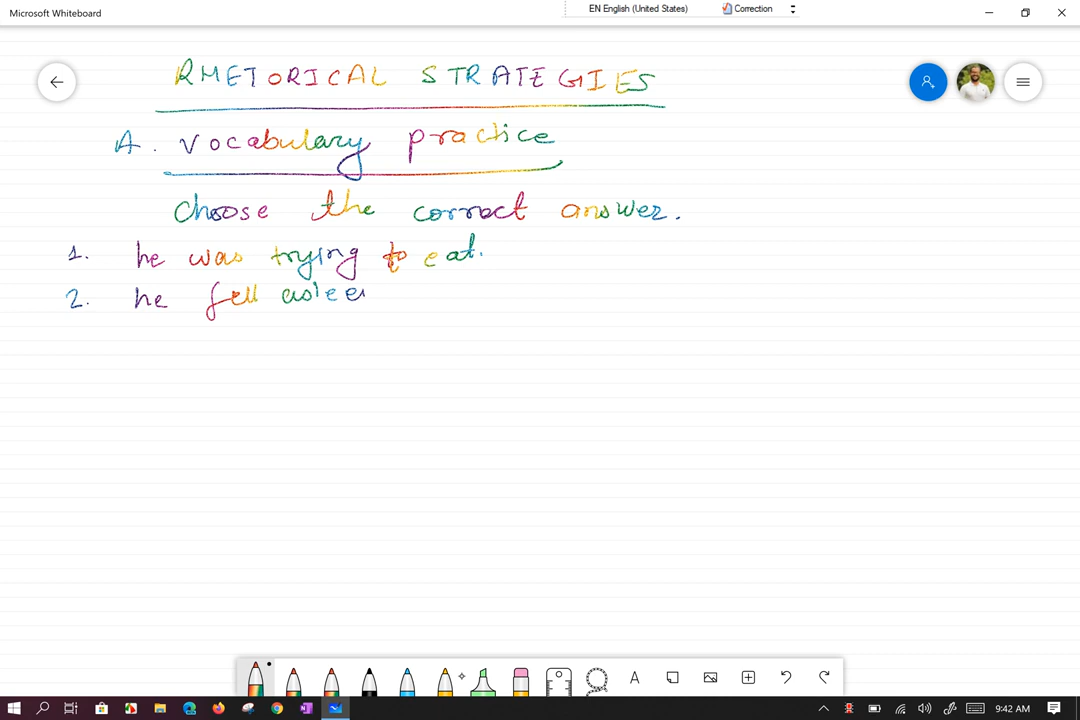 Microsoft Whiteboard
EN English (United States)
Correction
RHETORICAL STRATEGIES
A. Vocabulary practice
Choose the correct answer.
1. he was trying to eat.
2. he fell aslee
A
9:42 AM